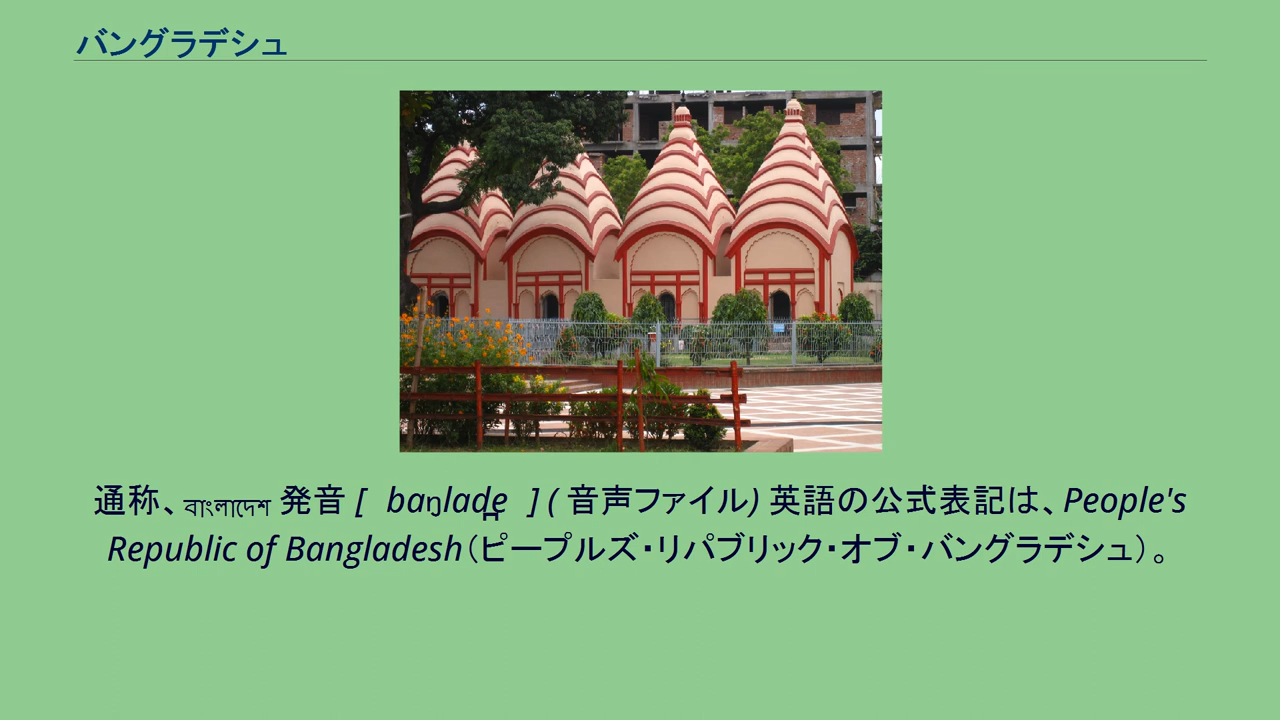 バングラデシュ
通称、বাংলাদেশ 発音 [ baŋlad̪e ] ( 音声ファイル) 英語の公式表記は、People's
Republic of Bangladesh（ピープルズ・リパブリック・オブ・バングラデシュ）。